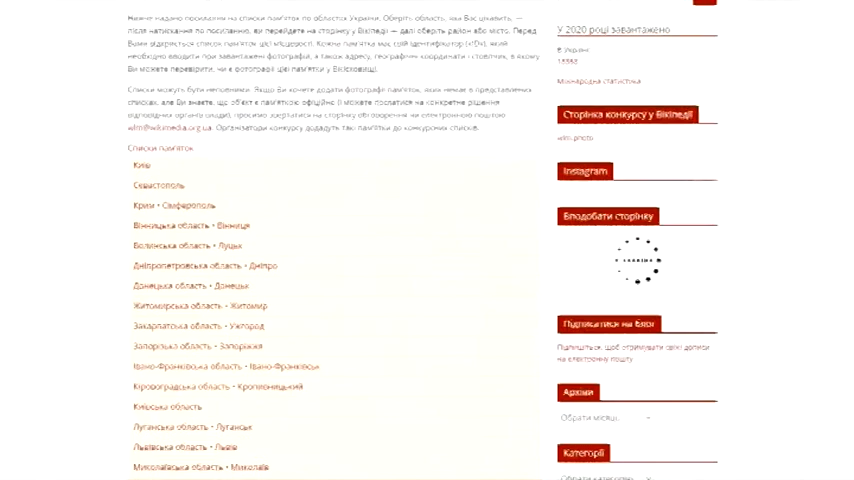 Нижче надано посилання на списки пам'яток по областях України. Оберіть область, яка Вас цікавить, —
після натискання по посиланню, ви перейдете на сторінку у Вікіпедії — далі оберіть район або місто. Перед
Вами відкриється список пам'яток цієї місцевості. Кожна пам'ятка має свій ідентифікатор («ID»), який
необхідно вводити при завантажені фотографій, а також адресу, географічні координати і стовпчик, в якому
Ви можете перевірити, чи є фотографії цієї пам'ятки у Вікісховищі.
Списки можуть бути неповними. Якщо Ви хочете додати фотографії пам'яток, яких немає в представлених
списках, але Ви знаєте, що об'єкт є пам'яткою офіційно (і можете послатися на конкретне рішення
відповідних органів влади), просимо звертатися на сторінку обговорення чи електронною поштою
wlm@wikimedia.org.ua. Організатори конкурсу додадуть такі пам'ятки до конкурсних списків.
Списки пам'яток
Київ
Севастополь
Крим • Сімферополь
Вінницька область • Вінниця
Волинська область • Луцьк
Дніпропетровська область • Дніпро
Донецька область • Донецьк
Житомирська область • Житомир
Закарпатська область • Ужгород
Запорізька область • Запоріжжя
Івано-Франківська область • Івано-Франківськ
Кіровоградська область • Кропивницький
Київська область
Луганська область • Луганськ
Львівська область • Львів
Миколаївська область • Миколаїв
У 2020 році завантажено
В Україні
Міжнародна статистика
Сторінка конкурсу у Вікіпедії
wlm.photo
Instagram
Вподобати сторінку
Підписатися на блог
Підпишіться, щоб отримувати свіжі дописи
на електронну пошту
Архіви
Обрати місяць
Категорії
Обрати категорію